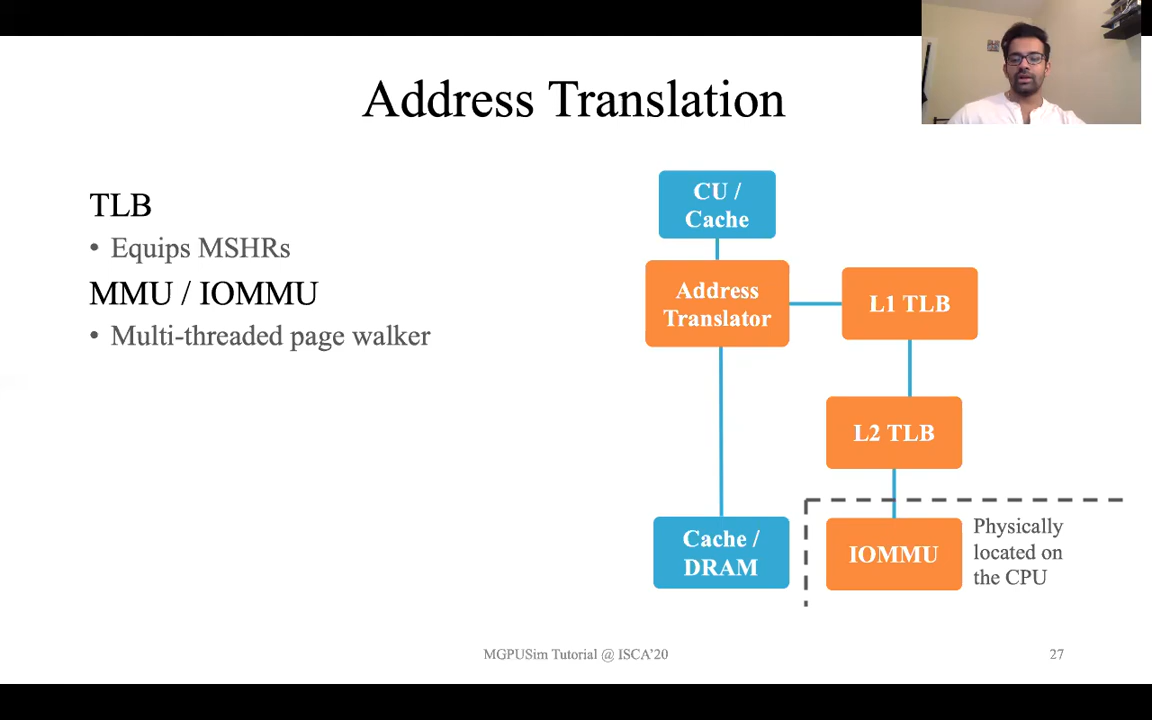 Address Translation
TLB
• Equips MSHRs
MMU / IOMMU
• Multi-threaded page walker
CU /
Cache
Address
Translator
L1 TLB
L2 TLB
Cache /
DRAM
IOMMU
Physically
located on
the CPU
MGPUSim Tutorial @ ISCA’20
27